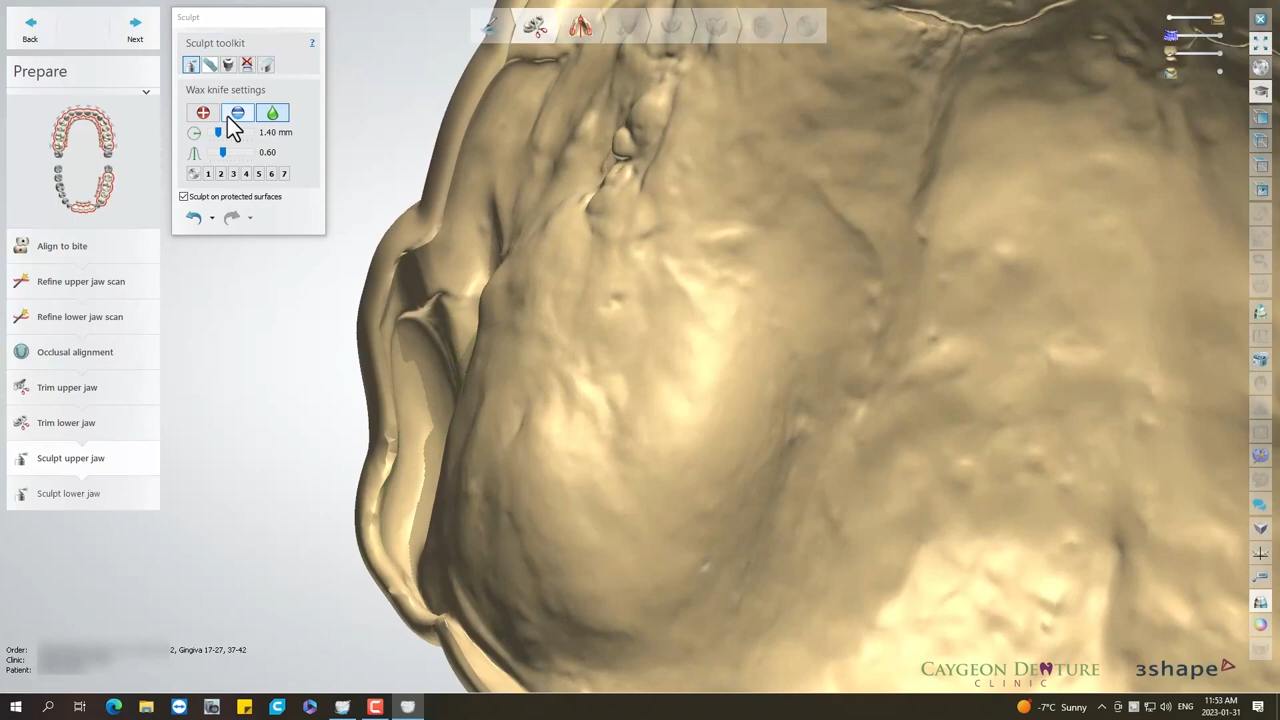 Back
Next
Sculpt
Sculpt toolkit
?
Wax knife settings
1.40 mm
0.60
1 2 3 4 5 6 7
Sculpt on protected surfaces
Prepare
Align to bite
Refine upper jaw scan
Refine lower jaw scan
Occlusal alignment
Trim upper jaw
Trim lower jaw
Sculpt upper jaw
Sculpt lower jaw
Order: 2, Gingiva 17-27, 37-42
Clinic:
Patient:
CAYGEON DENTURE
CLINIC
3shape
-7°C Sunny
ENG
11:53 AM
2023-01-31